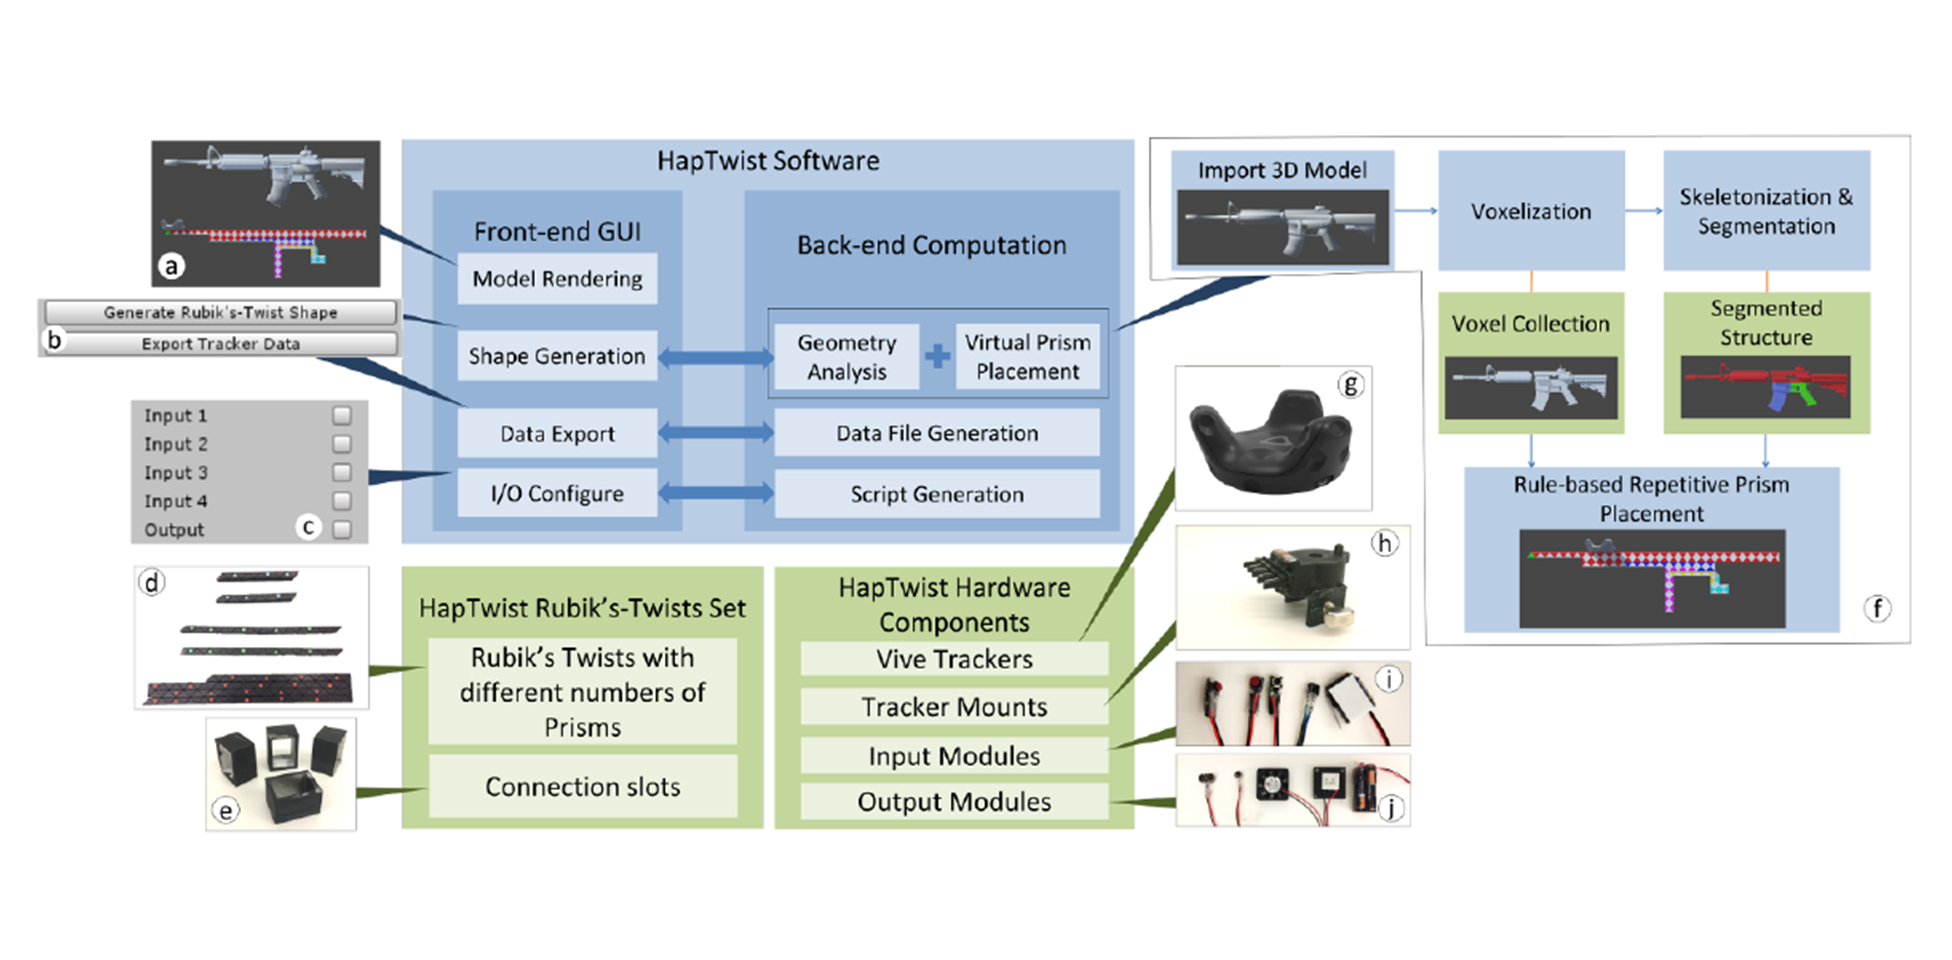 a
Generate Rubik's-Twist Shape
b
Export Tracker Data
Input 1
Input 2
Input 3
Input 4
Output
c
d
e
HapTwist Software
Front-end GUI
Model Rendering
Shape Generation
Data Export
I/O Configure
Back-end Computation
Geometry
Analysis
Virtual Prism
Placement
Data File Generation
Script Generation
HapTwist Rubik's-Twists Set
Rubik's Twists with
different numbers of
Prisms
Connection slots
HapTwist Hardware
Components
Vive Trackers
Tracker Mounts
Input Modules
Output Modules
g
h
i
j
Import 3D Model
Voxelization
Skeletonization &
Segmentation
Voxel Collection
Segmented
Structure
Rule-based Repetitive Prism
Placement
f